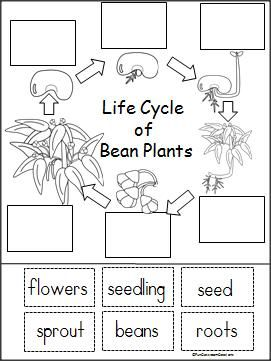 Life Cycle
of
Bean Plants
flowers
seedling
seed
sprout
beans
roots